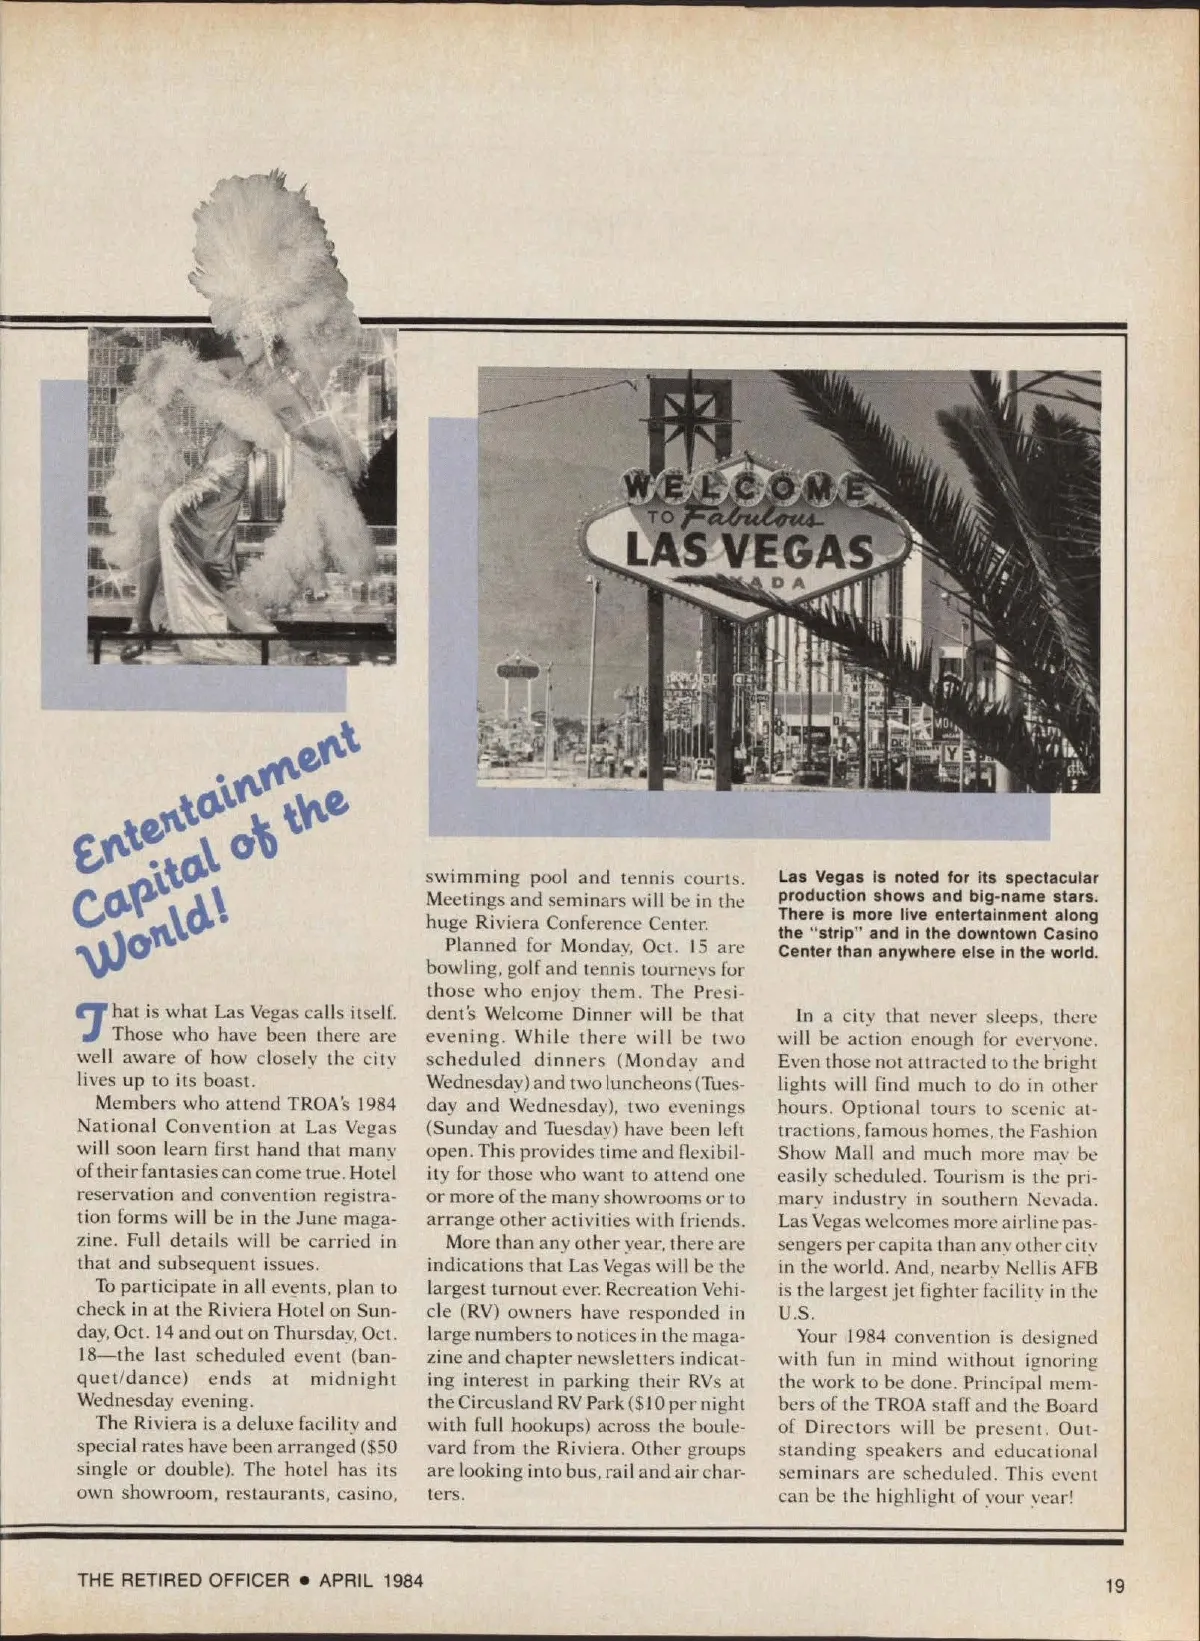 WELCOME
TO Fabulous
LAS VEGAS
Entertainment
Capital of the
World!
That is what Las Vegas calls itself.
Those who have been there are
well aware of how closely the city
lives up to its boast.
Members who attend TROA's 1984
National Convention at Las Vegas
will soon learn first hand that many
of their fantasies can come true. Hotel
reservation and convention registra-
tion forms will be in the June maga-
zine. Full details will be carried in
that and subsequent issues.
To participate in all events, plan to
check in at the Riviera Hotel on Sun-
day, Oct. 14 and out on Thursday, Oct.
18—the last scheduled event (ban-
quet/dance) ends at midnight
Wednesday evening.
The Riviera is a deluxe facility and
special rates have been arranged ($50
single or double). The hotel has its
own showroom, restaurants, casino,
swimming pool and tennis courts.
Meetings and seminars will be in the
huge Riviera Conference Center.
Planned for Monday, Oct. 15 are
bowling, golf and tennis tourneys for
those who enjoy them. The Presi-
dent's Welcome Dinner will be that
evening. While there will be two
scheduled dinners (Monday and
Wednesday) and two luncheons (Tues-
day and Wednesday), two evenings
(Sunday and Tuesday) have been left
open. This provides time and flexibil-
ity for those who want to attend one
or more of the many showrooms or to
arrange other activities with friends.
More than any other year, there are
indications that Las Vegas will be the
largest turnout ever. Recreation Vehi-
cle (RV) owners have responded in
large numbers to notices in the maga-
zine and chapter newsletters indicat-
ing interest in parking their RVs at
the Circusland RV Park ($10 per night
with full hookups) across the boule-
vard from the Riviera. Other groups
are looking into bus, rail and air char-
ters.
Las Vegas is noted for its spectacular
production shows and big-name stars.
There is more live entertainment along
the "strip" and in the downtown Casino
Center than anywhere else in the world.
In a city that never sleeps, there
will be action enough for everyone.
Even those not attracted to the bright
lights will find much to do in other
hours. Optional tours to scenic at-
tractions, famous homes, the Fashion
Show Mall and much more may be
easily scheduled. Tourism is the pri-
mary industry in southern Nevada.
Las Vegas welcomes more airline pas-
sengers per capita than any other city
in the world. And, nearby Nellis AFB
is the largest jet fighter facility in the
U.S.
Your 1984 convention is designed
with fun in mind without ignoring
the work to be done. Principal mem-
bers of the TROA staff and the Board
of Directors will be present. Out-
standing speakers and educational
seminars are scheduled. This event
can be the highlight of your year!
THE RETIRED OFFICER • APRIL 1984
19